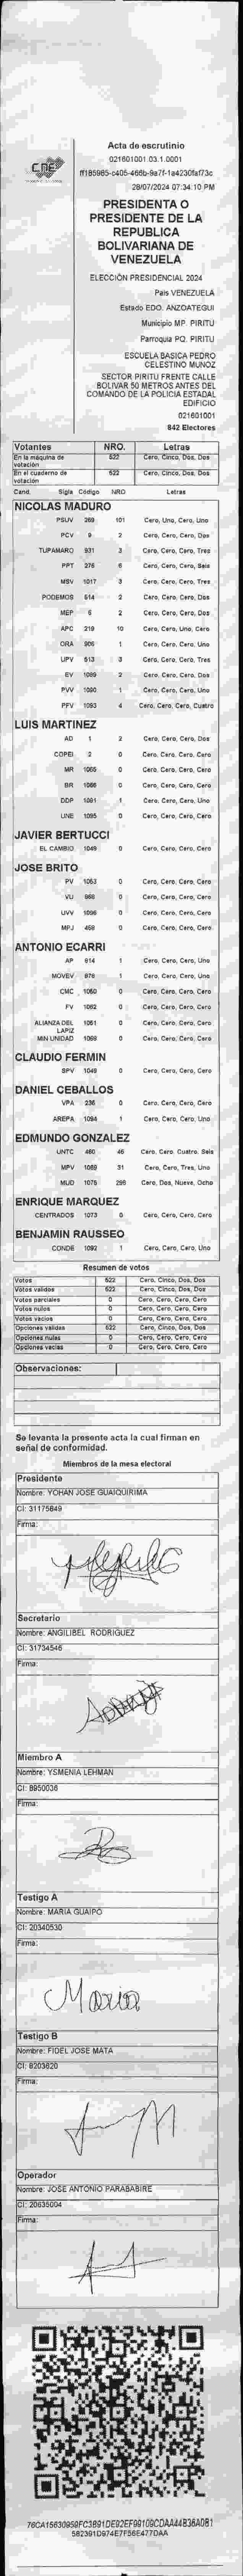 CNE
Acta de escrutinio
021601001.03.1.0001
28/07/2024 07:34:10 PM
PRESIDENTA O
PRESIDENTE DE LA
REPUBLICA
BOLIVARIANA DE
VENEZUELA
ELECCIÓN PRESIDENCIAL 2024
País VENEZUELA
Estado EDO. ANZOATEGUI
Municipio MP. PIRITU
Parroquia PQ. PIRITU
ESCUELA BASICA PEDRO
CELESTINO MUNOZ
SECTOR PIRITU FRENTE CALLE
BOLIVAR 50 METROS ANTES DEL
COMANDO DE LA POLICIA ESTADAL
EDIFICIO
021601001
842 Electores
Votantes NRO. Letras
En la máquina de votación 522 Cero, Cinco, Dos, Dos
En el cuaderno de votación 522 Cero, Cinco, Dos, Dos
Cand. Sigla Código NRO Letras
NICOLAS MADURO
PSUV 269 101 Cero, Uno, Cero, Uno
PCV 9 2 Cero, Cero, Cero, Dos
TUPAMARO 931 3 Cero, Cero, Cero, Tres
PPT 276 6 Cero, Cero, Cero, Seis
MSV 1017 3 Cero, Cero, Cero, Tres
PODEMOS 514 2 Cero, Cero, Cero, Dos
MEP 6 2 Cero, Cero, Cero, Dos
APC 219 10 Cero, Cero, Uno, Cero
ORA 906 1 Cero, Cero, Cero, Uno
UPV 513 3 Cero, Cero, Cero, Tres
EV 1089 2 Cero, Cero, Cero, Dos
PVV 1090 1 Cero, Cero, Cero, Uno
PFV 1093 4 Cero, Cero, Cero, Cuatro
LUIS MARTINEZ
AD 1 2 Cero, Cero, Cero, Dos
COPEI 2 0 Cero, Cero, Cero, Cero
MR 1065 0 Cero, Cero, Cero, Cero
BR 1066 0 Cero, Cero, Cero, Cero
DDP 1091 1 Cero, Cero, Cero, Uno
UNE 1095 0 Cero, Cero, Cero, Cero
JAVIER BERTUCCI
EL CAMBIO 1049 0 Cero, Cero, Cero, Cero
JOSE BRITO
PV 1053 0 Cero, Cero, Cero, Cero
VU 968 0 Cero, Cero, Cero, Cero
UVV 1096 0 Cero, Cero, Cero, Cero
MPJ 458 0 Cero, Cero, Cero, Cero
ANTONIO ECARRI
AP 914 1 Cero, Cero, Cero, Uno
MOVEV 976 1 Cero, Cero, Cero, Uno
CMC 1050 0 Cero, Cero, Cero, Cero
FV 1062 0 Cero, Cero, Cero, Cero
ALIANZA DEL LAPIZ 1051 0 Cero, Cero, Cero, Cero
MIN UNIDAD 1069 0 Cero, Cero, Cero, Cero
CLAUDIO FERMIN
SPV 1048 0 Cero, Cero, Cero, Cero
DANIEL CEBALLOS
VPA 236 0 Cero, Cero, Cero, Cero
AREPA 1094 1 Cero, Cero, Cero, Uno
EDMUNDO GONZALEZ
UNTC 460 46 Cero, Cero, Cuatro, Seis
MPV 1069 31 Cero, Cero, Tres, Uno
MUD 1075 298 Cero, Dos, Nueve, Ocho
ENRIQUE MARQUEZ
CENTRADOS 1073 0 Cero, Cero, Cero, Cero
BENJAMIN RAUSSEO
CONDE 1092 1 Cero, Cero, Cero, Uno
Resumen de votos
Votos 522 Cero, Cinco, Dos, Dos
Votos validos 522 Cero, Cinco, Dos, Dos
Votos parciales 0 Cero, Cero, Cero, Cero
Votos nulos 0 Cero, Cero, Cero, Cero
Votos vacios 0 Cero, Cero, Cero, Cero
Opciones válidas 522 Cero, Cinco, Dos, Dos
Opciones nulas 0 Cero, Cero, Cero, Cero
Opciones vacias 0 Cero, Cero, Cero, Cero
Observaciones:
Se levanta la presente acta la cual firman en
señal de conformidad.
Miembros de la mesa electoral
Presidente
Nombre: YOHAN JOSE GUAIQUIRIMA
CI: 31175849
Firma:
Secretario
Nombre: ANGILIBEL RODRIGUEZ
CI: 31734546
Firma:
Miembro A
Nombre: YSMENIA LEHMAN
CI: 8950036
Firma:
Testigo A
Nombre: MARIA GUAIPO
CI: 20340530
Firma:
Maria
Testigo B
Nombre: FIDEL JOSE MATA
CI: 8203620
Firma:
Operador
Nombre: JOSE ANTONIO PARABABIRE
CI: 20635004
Firma: